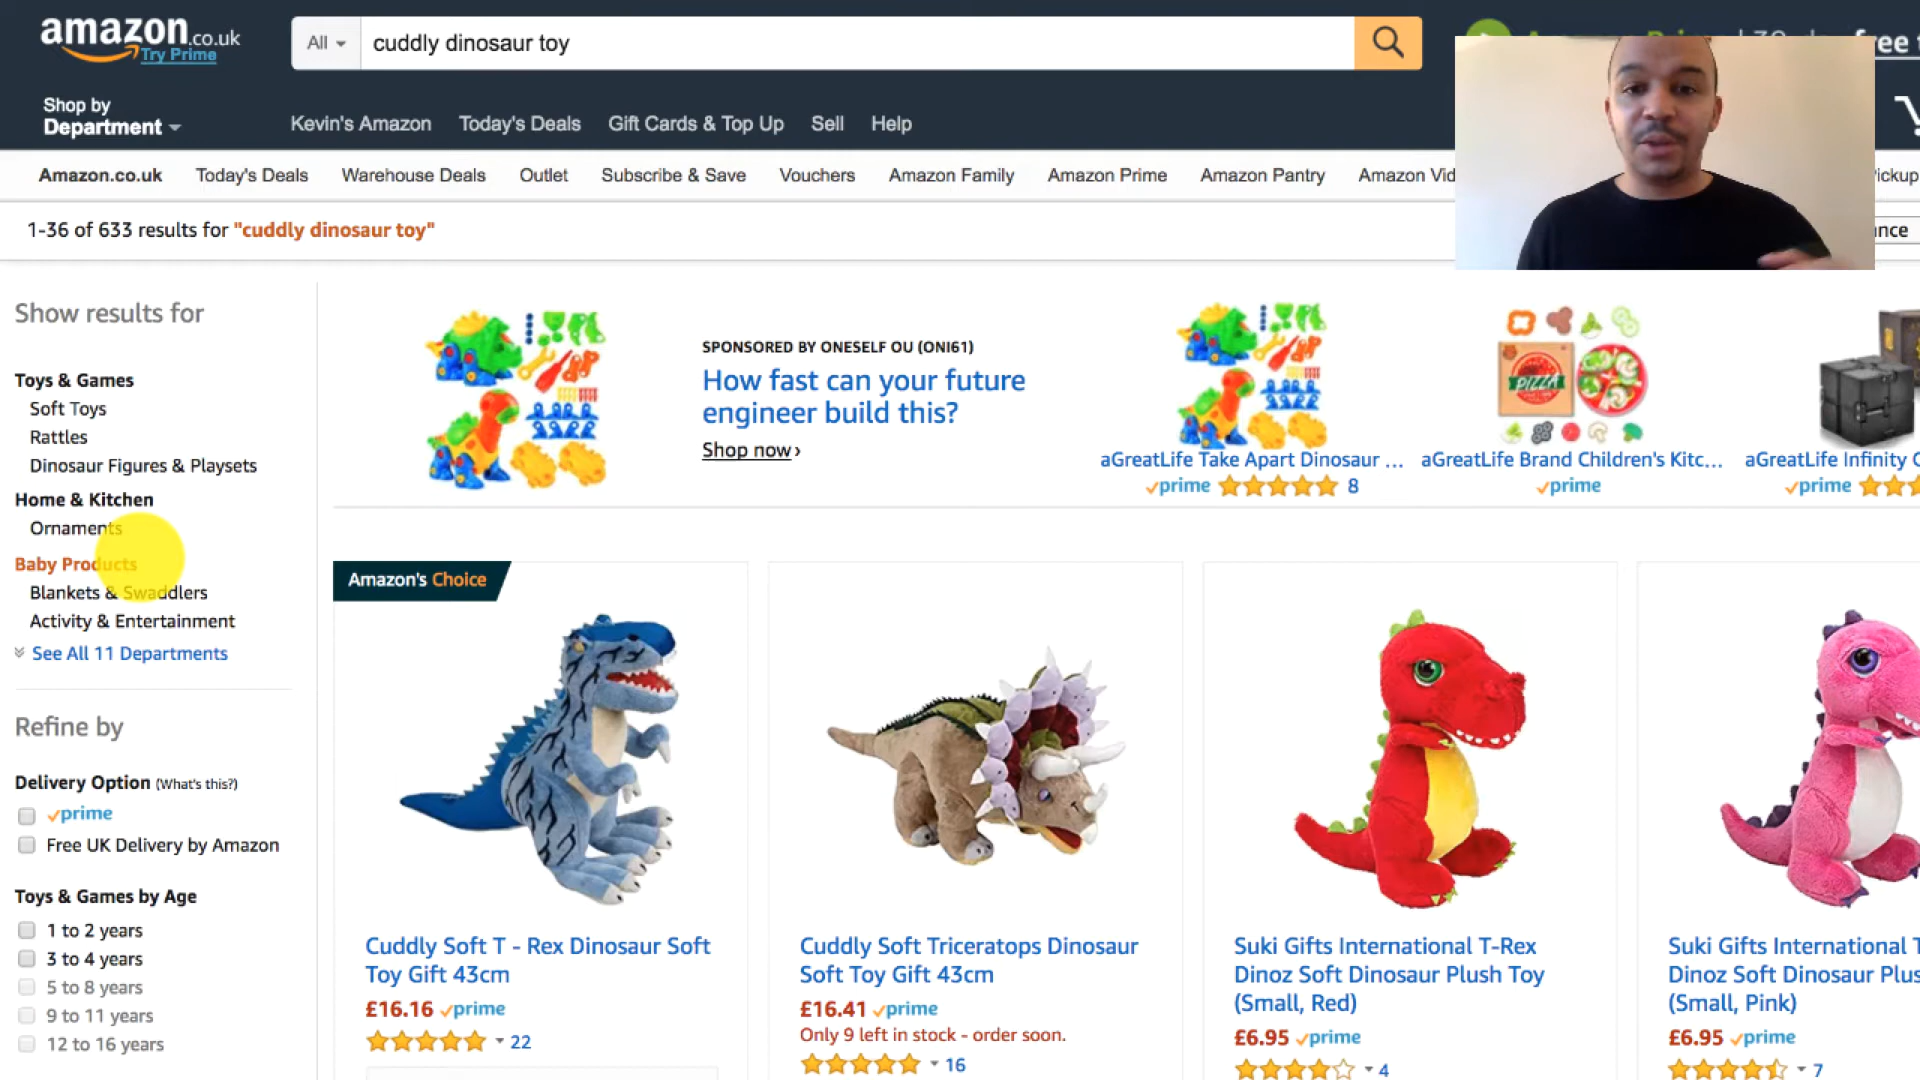 amazon.co.uk
Try Prime
All
cuddly dinosaur toy
free t
Shop by
Department
Kevin's Amazon
Today's Deals
Gift Cards & Top Up
Sell
Help
Amazon.co.uk
Today's Deals
Warehouse Deals
Outlet
Subscribe & Save
Vouchers
Amazon Family
Amazon Prime
Amazon Pantry
Amazon Vid
ickup
1-36 of 633 results for "cuddly dinosaur toy"
nce
Show results for
Toys & Games
Soft Toys
Rattles
Dinosaur Figures & Playsets
Home & Kitchen
Ornaments
Baby Products
Blankets & Swaddlers
Activity & Entertainment
See All 11 Departments
Refine by
Delivery Option (What's this?)
prime
Free UK Delivery by Amazon
Toys & Games by Age
1 to 2 years
3 to 4 years
5 to 8 years
9 to 11 years
12 to 16 years
SPONSORED BY ONESELF OU (ONI61)
How fast can your future
engineer build this?
Shop now ›
aGreatLife Take Apart Dinosaur ...
prime 8
PIZZA
aGreatLife Brand Children's Kitc...
prime
aGreatLife Infinity C
prime
Amazon's Choice
Cuddly Soft T - Rex Dinosaur Soft
Toy Gift 43cm
£16.16 prime
22
Cuddly Soft Triceratops Dinosaur
Soft Toy Gift 43cm
£16.41 prime
Only 9 left in stock - order soon.
16
Suki Gifts International T-Rex
Dinoz Soft Dinosaur Plush Toy
(Small, Red)
£6.95 prime
4
Suki Gifts International T
Dinoz Soft Dinosaur Plus
(Small, Pink)
£6.95 prime
7